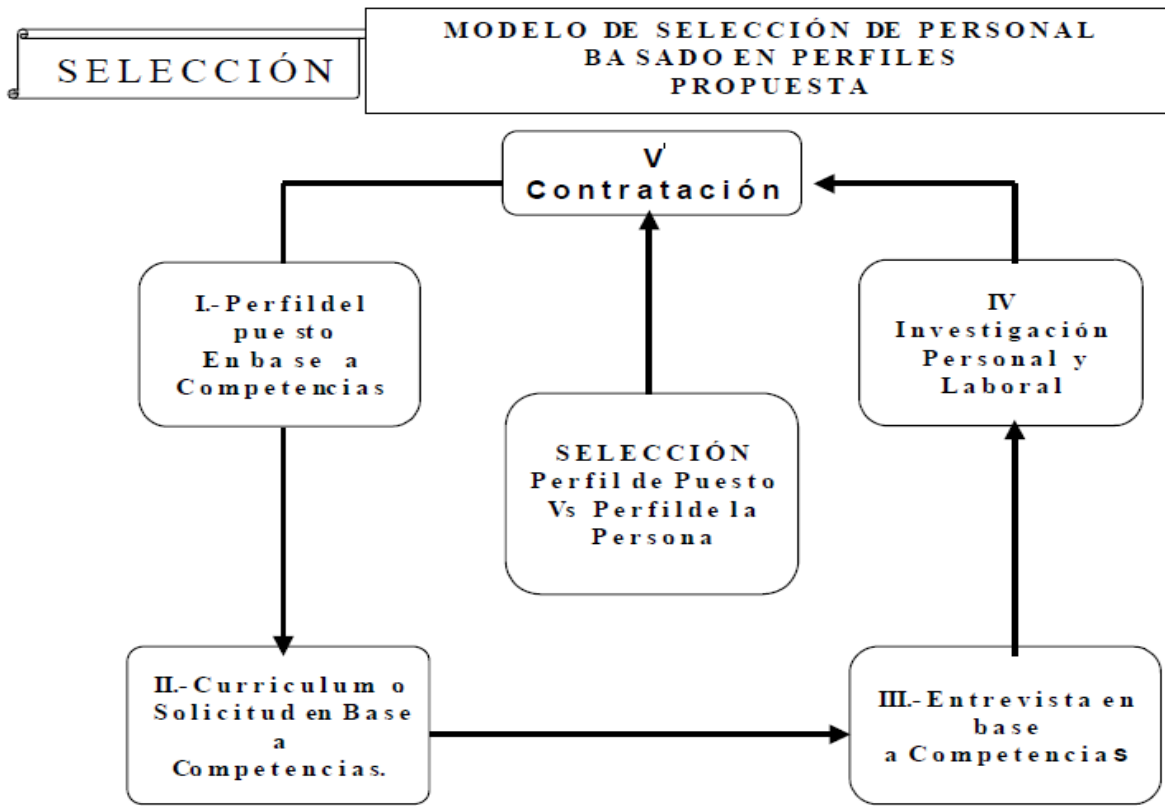 SELECCIÓN
MODELO DE SELECCIÓN DE PERSONAL
BASADO EN PERFILES
PROPUESTA
V'
Contratación
I.- Perfil del
puesto
En base a
Competencias
IV
Investigación
Personal y
Laboral
SELECCIÓN
Perfil de Puesto
Vs Perfil de la
Persona
II.- Curriculum o
Solicitud en Base
a
Competencias.
III.- Entrevista en
base
a Competencias